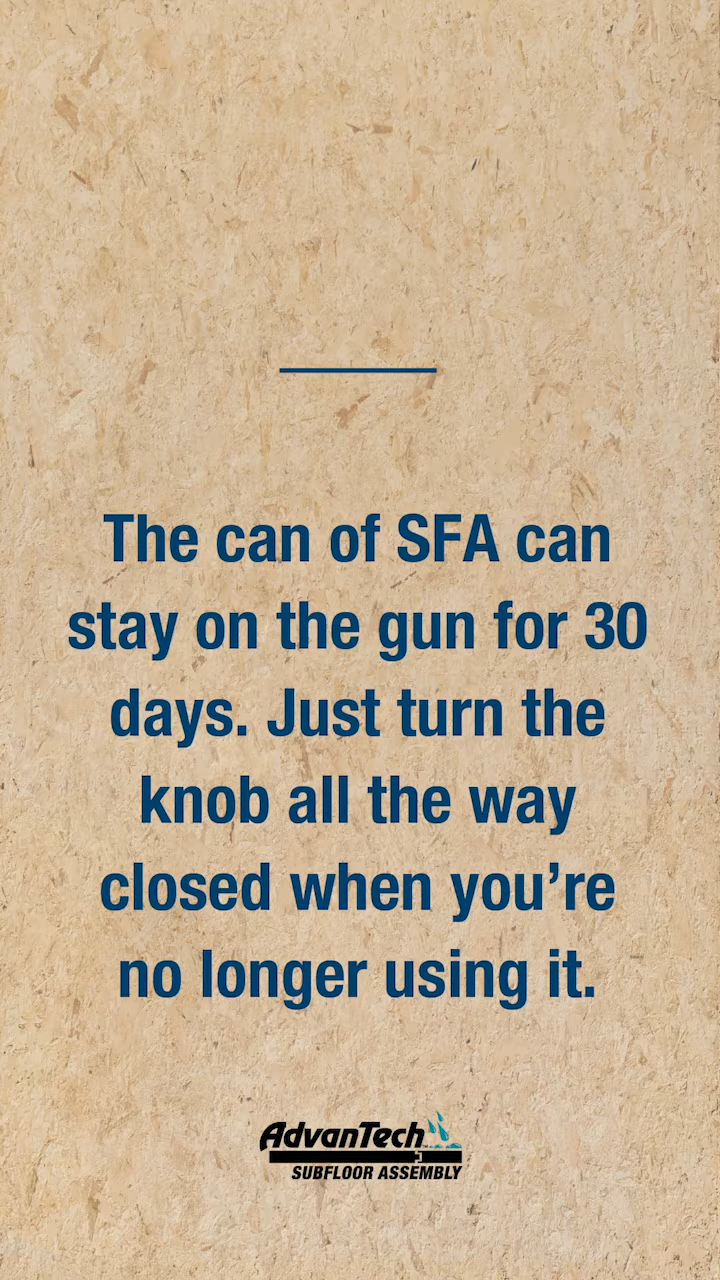 The can of SFA can
stay on the gun for 30
days. Just turn the
knob all the way
closed when you’re
no longer using it.
AdvanTech™
SUBFLOOR ASSEMBLY